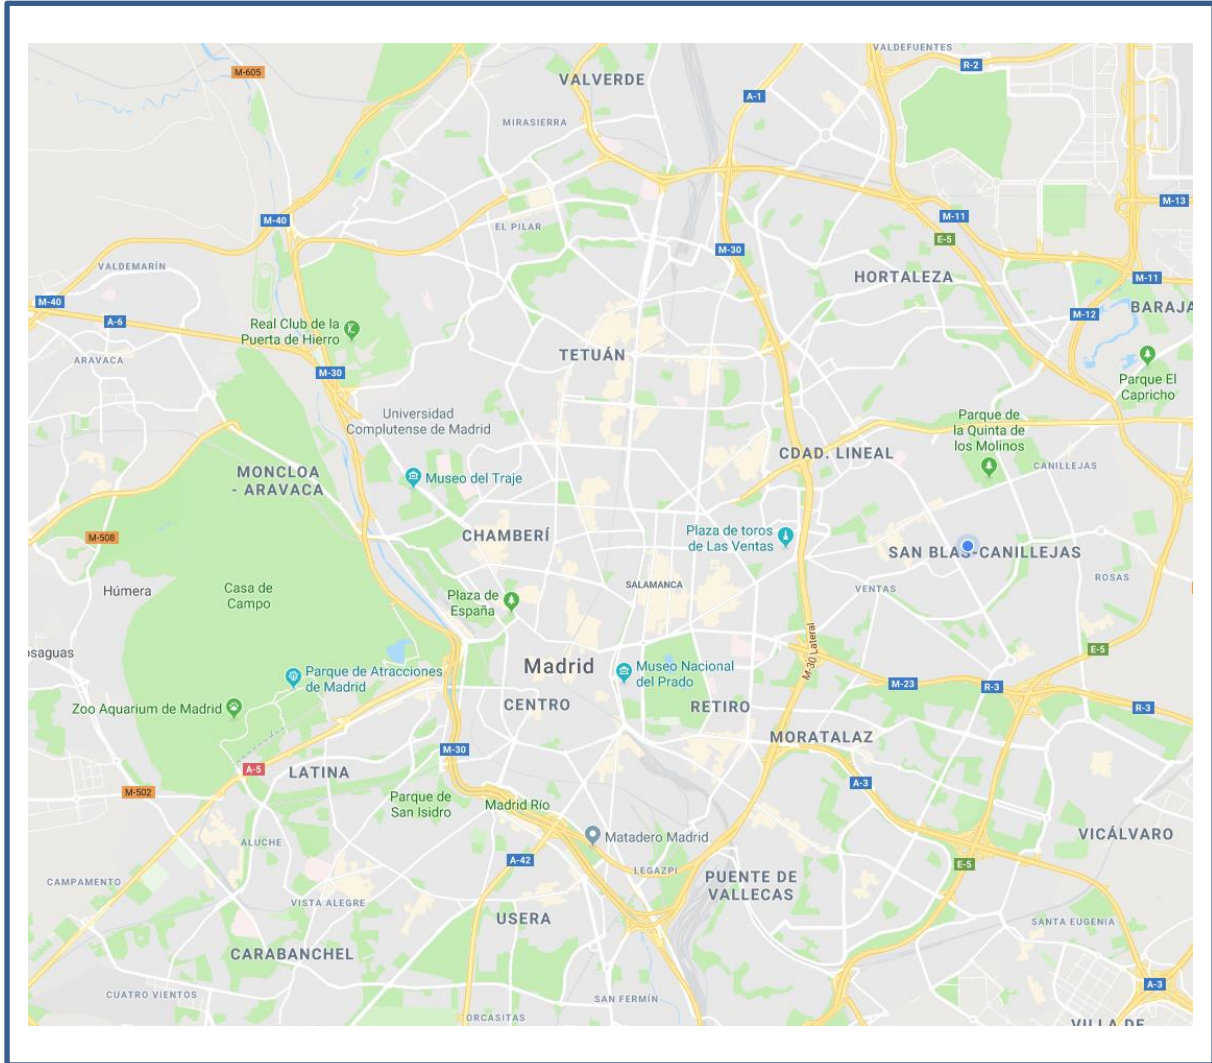 VALDEFUENTES
R-2
M-605
VALVERDE
A-1
MIRASIERRA
M-13
M-40
M-11
EL PILAR
E-5
M-30
VALDEMARÍN
HORTALEZA
M-11
M-40
BARAJA
A-6
M-12
Real Club de la
Puerta de Hierro
TETUÁN
ARAVACA
M-30
Parque El
Capricho
Universidad
Complutense de Madrid
Parque de
la Quinta de
los Molinos
CDAD. LINEAL
MONCLOA
- ARAVACA
CANILLEJAS
Museo del Traje
CHAMBERÍ
Plaza de toros
de Las Ventas
M-508
SAN BLAS-CANILLEJAS
ROSAS
SALAMANCA
Casa de
Campo
Húmera
VENTAS
Plaza de
España
osaguas
M-30 Lateral
E-5
Madrid
Museo Nacional
del Prado
Parque de Atracciones
de Madrid
M-23
R-3
Zoo Aquarium de Madrid
CENTRO
RETIRO
R-3
MORATALAZ
M-30
A-5
LATINA
A-3
M-502
Parque de
San Isidro
Madrid Río
Matadero Madrid
VICÁLVARO
ALUCHE
A-42
E-5
LEGAZPI
PUENTE DE
VALLECAS
CAMPAMENTO
VISTA ALEGRE
USERA
SANTA EUGENIA
CARABANCHEL
A-3
CUATRO VIENTOS
SAN FERMÍN
ORCASITAS
VILLA DE